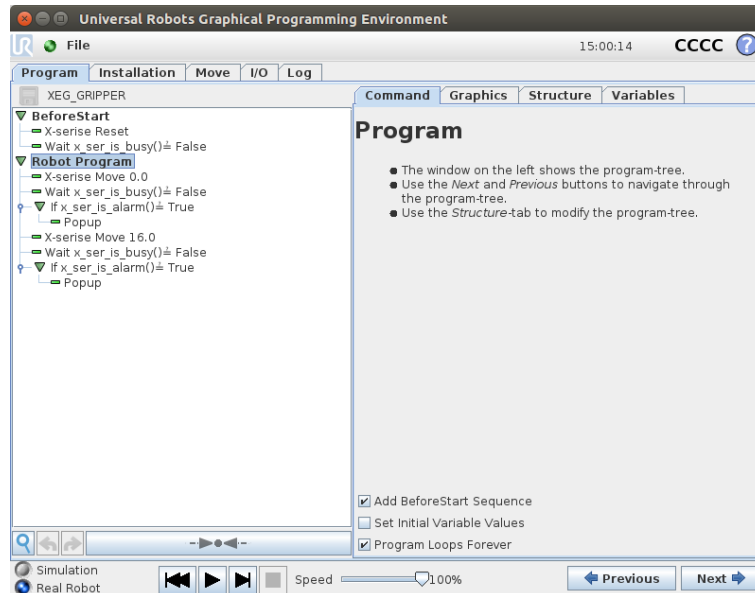 Universal Robots Graphical Programming Environment
File 15:00:14 CCCC ?
Program Installation Move I/O Log
XEG_GRIPPER
Command Graphics Structure Variables
BeforeStart
X-serise Reset
Wait x_ser_is_busy()≟ False
Robot Program
X-serise Move 0.0
Wait x_ser_is_busy()≟ False
If x_ser_is_alarm()≟ True
Popup
X-serise Move 16.0
Wait x_ser_is_busy()≟ False
If x_ser_is_alarm()≟ True
Popup
Program
The window on the left shows the program-tree.
Use the Next and Previous buttons to navigate through
the program-tree.
Use the Structure-tab to modify the program-tree.
Add BeforeStart Sequence
Set Initial Variable Values
Program Loops Forever
Simulation
Real Robot
Speed 100%
Previous Next